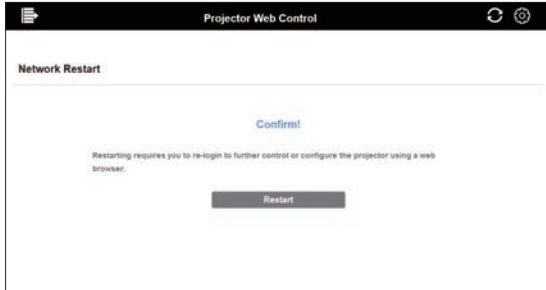 Projector Web Control
Network Restart
Confirm!
Restarting requires you to re-login to further control or configure the projector using a web
browser.
Restart